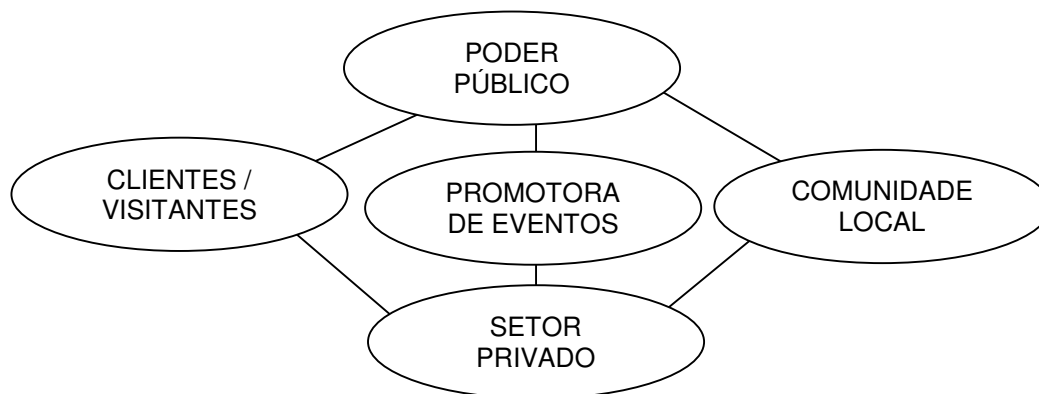 PODER
PÚBLICO
CLIENTES /
VISITANTES
PROMOTORA
DE EVENTOS
COMUNIDADE
LOCAL
SETOR
PRIVADO